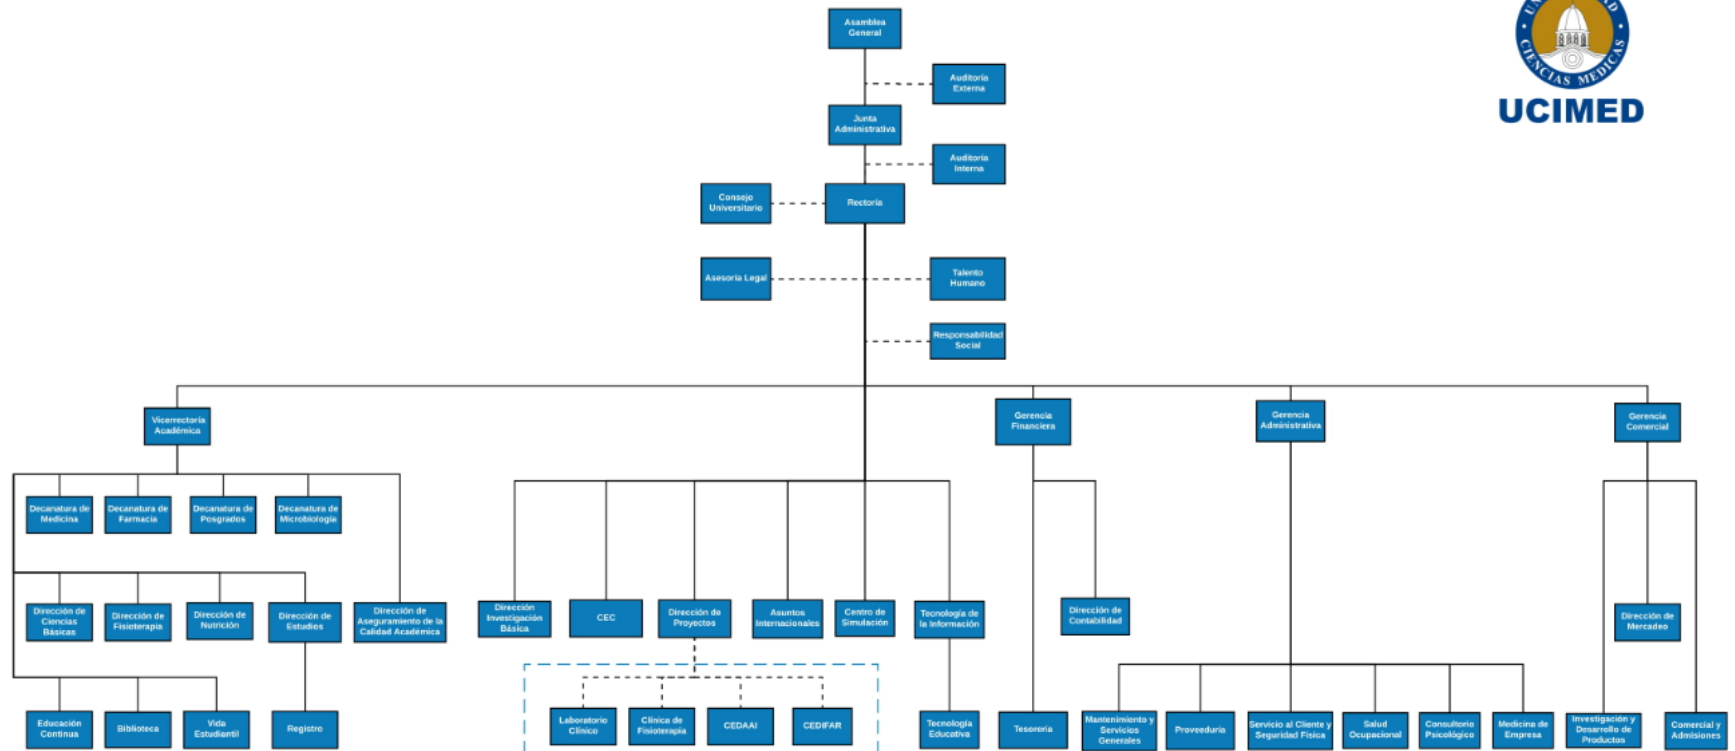 Asamblea
General
UNIVERSIDAD
CIENCIAS MEDICAS
UCIMED
Auditoría
Externa
Junta
Administrativa
Auditoría
Interna
Consejo
Universitario
Rectoría
Asesoría Legal
Talento
Humano
Responsabilidad
Social
Vicerrectoría
Académica
Gerencia
Financiera
Gerencia
Administrativa
Gerencia
Comercial
Decanatura de
Medicina
Decanatura de
Farmacia
Decanatura de
Posgrados
Decanatura de
Microbiología
Dirección de
Ciencias
Básicas
Dirección de
Fisioterapia
Dirección de
Nutrición
Dirección de
Estudios
Dirección de
Aseguramiento de la
Calidad Académica
Dirección
Investigación
Básica
CEC
Dirección de
Proyectos
Asuntos
Internacionales
Centro de
Simulación
Tecnología de
la Información
Dirección de
Contabilidad
Dirección de
Mercadeo
Educación
Continua
Biblioteca
Vida
Estudiantil
Registro
Laboratorio
Clínico
Clínica de
Fisioterapia
CEDAAI
CEDIFAR
Tecnología
Educativa
Tesorería
Mantenimiento y
Servicios
Generales
Proveeduría
Servicio al Cliente y
Seguridad Física
Salud
Ocupacional
Consultorio
Psicológico
Medicina de
Empresa
Investigación y
Desarrollo de
Productos
Comercial y
Admisiones